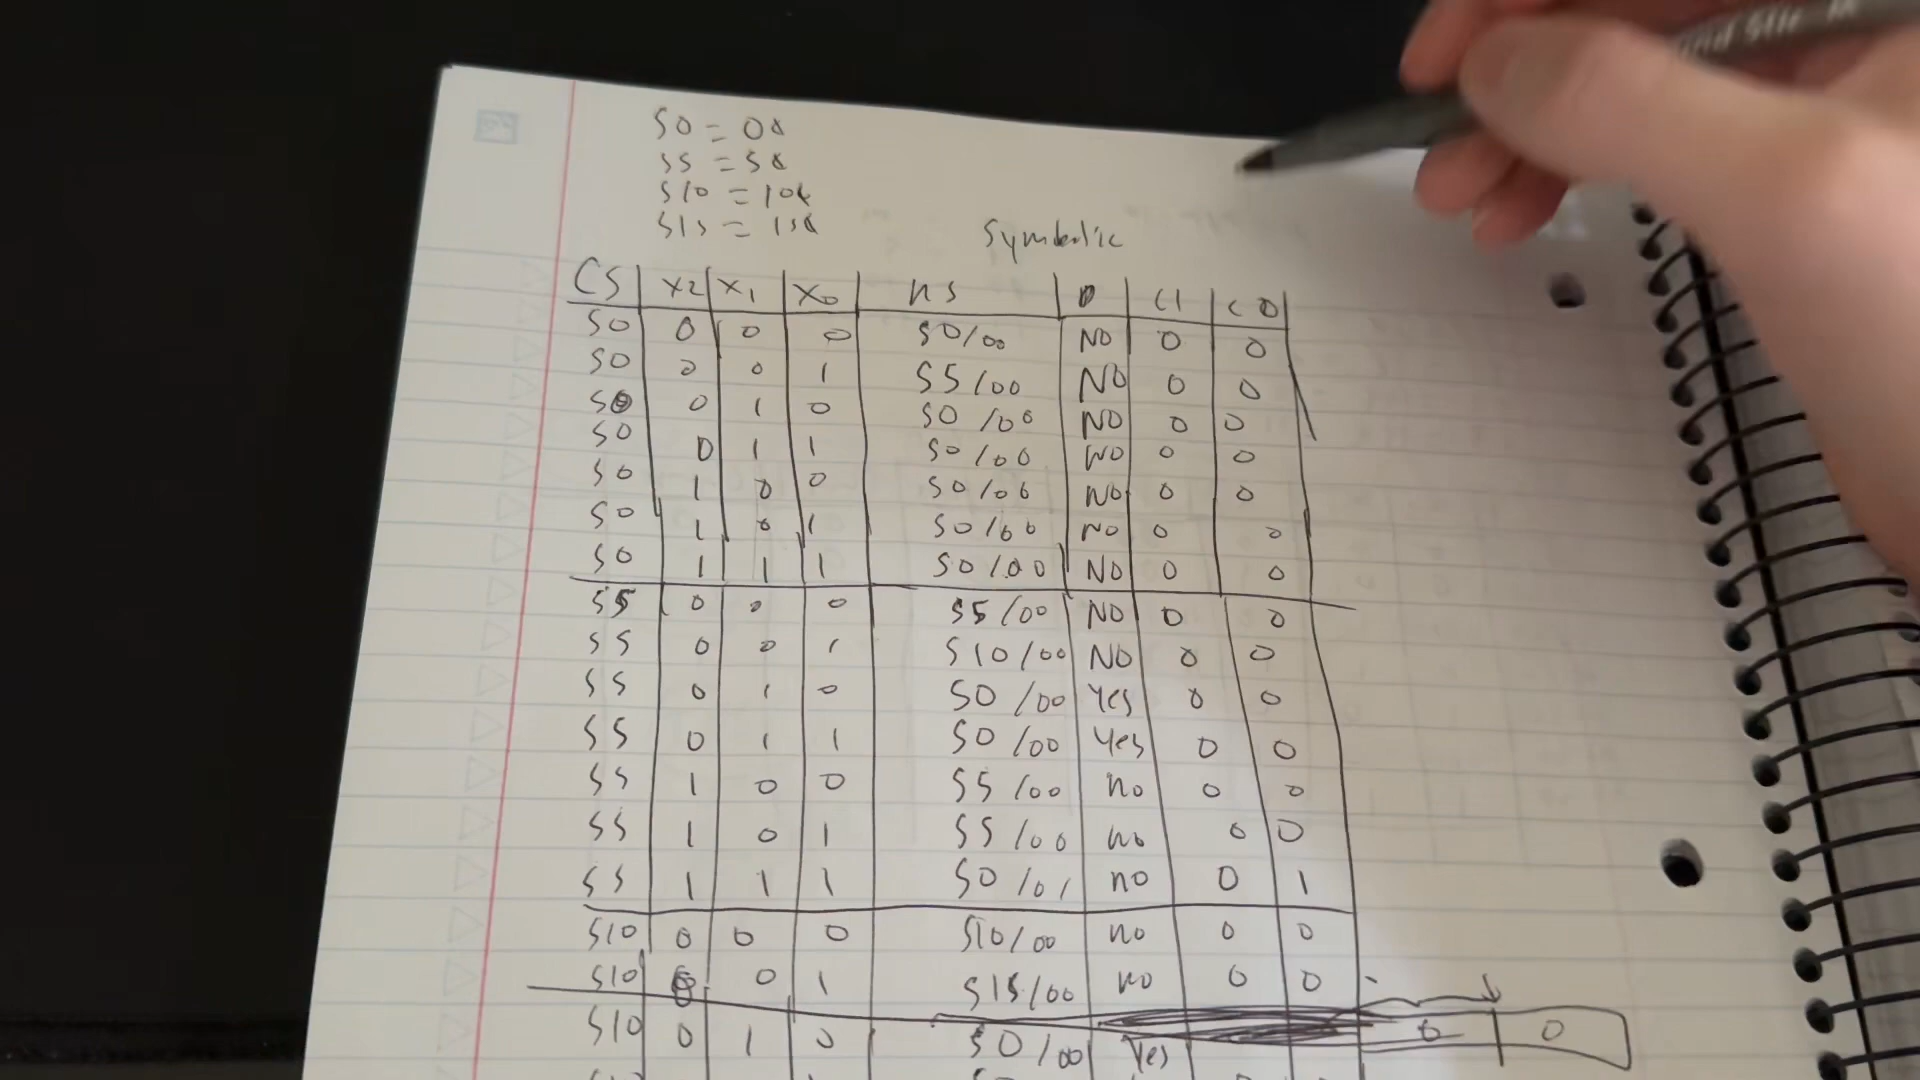 S0 = 0¢
S5 = 5¢
S10 = 10¢
S15 = 15¢
Symbolic
CS X2 X1 X0 NS D C1 C0
S0 0 0 0 S0/00 NO 0 0
S0 0 0 1 S5/00 NO 0 0
S0 0 1 0 S0/00 NO 0 0
S0 0 1 1 S0/00 NO 0 0
S0 1 0 0 S0/00 NO 0 0
S0 1 0 1 S0/00 NO 0 0
S0 1 1 1 S0/00 NO 0 0
S5 0 0 0 S5/00 NO 0 0
S5 0 0 1 S10/00 NO 0 0
S5 0 1 0 S0/00 Yes 0 0
S5 0 1 1 S0/00 Yes 0 0
S5 1 0 0 S5/00 no 0 0
S5 1 0 1 S5/00 no 0 0
S5 1 1 1 S0/01 no 0 1
S10 0 0 0 S10/00 no 0 0
S10 0 0 1 S15/00 no 0 0
S10 0 1 0 S0/00 Yes 0 0